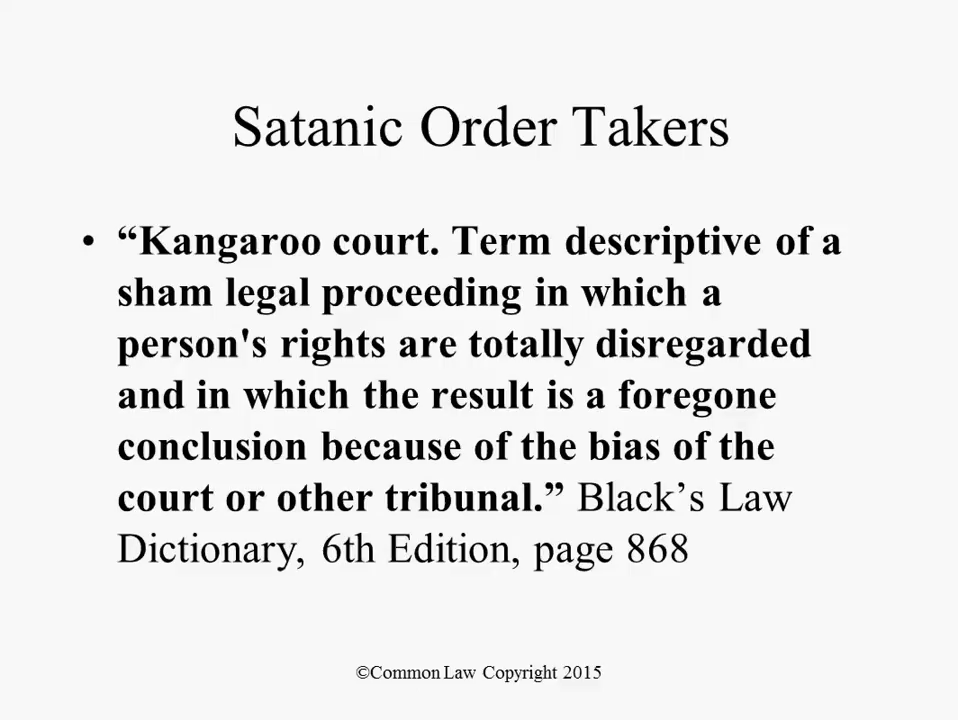 Satanic Order Takers
• “Kangaroo court. Term descriptive of a
sham legal proceeding in which a
person's rights are totally disregarded
and in which the result is a foregone
conclusion because of the bias of the
court or other tribunal.” Black’s Law
Dictionary, 6th Edition, page 868
©Common Law Copyright 2015